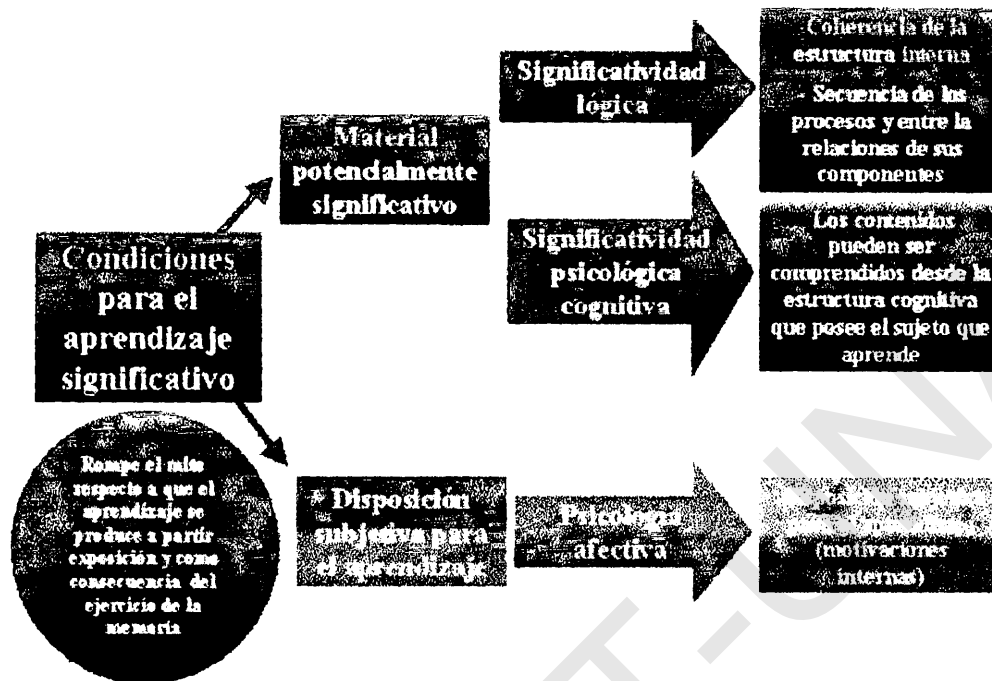 Condiciones
para el
aprendizaje
significativo
Material
potencialmente
significativo
Significatividad
lógica
- Coherencia de la
estructura interna
- Secuencia de los
procesos y entre la
relaciones de sus
componentes
Significatividad
psicológica
cognitiva
Los contenidos
pueden ser
comprendidos desde la
estructura cognitiva
que posee el sujeto que
aprende
Rompe el mito
respecto a que el
aprendizaje se
produce a partir
exposición y como
consecuencia del
ejercicio de la
memoria
Disposición
subjetiva para
el aprendizaje
Psicología
afectiva
(motivaciones
internas)